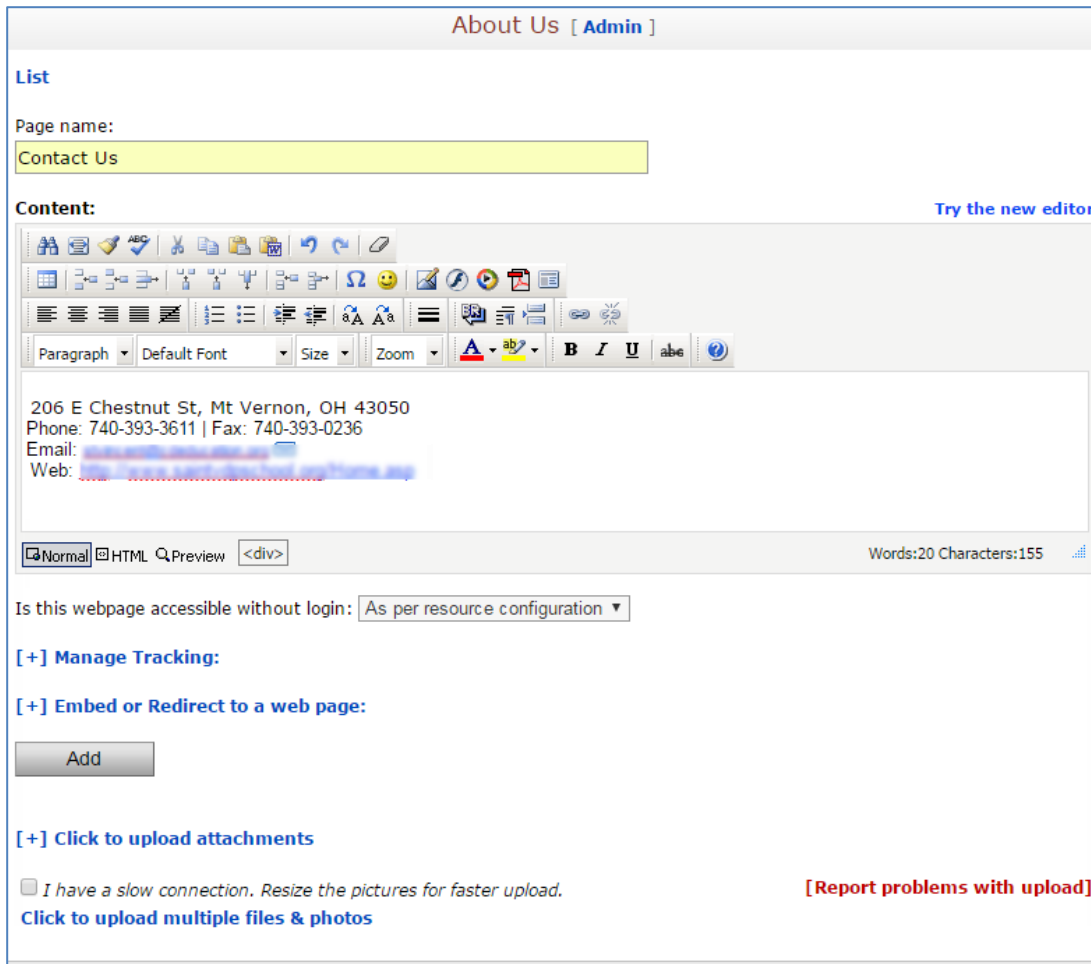 About Us [ Admin ]
List
Page name:
Contact Us
Content:
Try the new editor
ABC
W
Ω
Paragraph Default Font Size Zoom A ab B I U abc ?
206 E Chestnut St, Mt Vernon, OH 43050
Phone: 740-393-3611 | Fax: 740-393-0236
Email:
Web:
Normal HTML Preview <div>
Words:20 Characters:155
Is this webpage accessible without login: As per resource configuration
[+] Manage Tracking:
[+] Embed or Redirect to a web page:
Add
[+] Click to upload attachments
I have a slow connection. Resize the pictures for faster upload.
[Report problems with upload]
Click to upload multiple files & photos